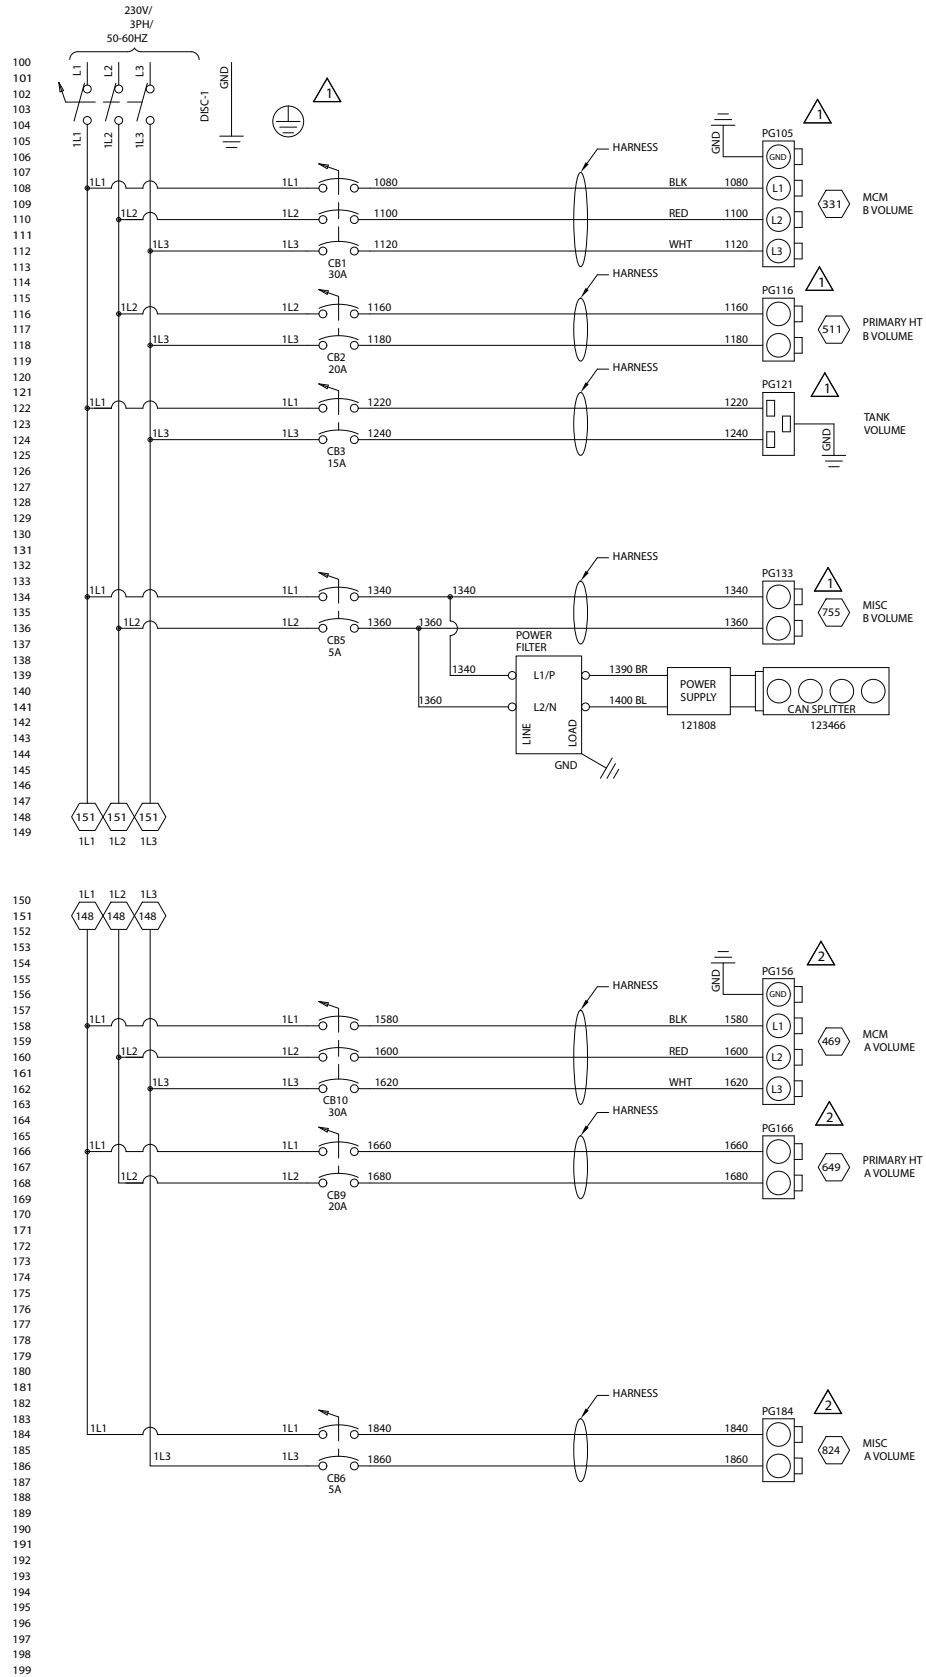 230V/
3PH/
50-60HZ
100
101 L1 L2 L3 GND
102 DISC-1 1
103
104 1
105 1L1 1L2 1L3 HARNESS GND PG105
106 GND
107
108 1L1 1L1 1080 BLK 1080 L1
109 331 MCM
110 1L2 1L2 1100 RED 1100 L2 B VOLUME
111
112 1L3 1L3 1120 WHT 1120 L3
113 CB1
114 30A HARNESS 1
115 PG116
116 1L2 1L2 1160 1160
117 511 PRIMARY HT
118 1L3 1L3 1180 1180 B VOLUME
119 CB2
120 20A HARNESS
121 PG121 1
122 1L1 1L1 1220 1220
123 TANK
124 1L3 1L3 1240 1240 GND VOLUME
125 CB3
126 15A
127
128
129
130
131
132 HARNESS
133 PG133 1
134 1L1 1L1 1340 1340 1340
135 755 MISC
136 1L2 1L2 1360 1360 1360 B VOLUME
137 CB5 POWER
138 5A FILTER
139 1340 L1/P 1390 BR
140 POWER
SUPPLY
141 1360 L2/N 1400 BL CAN SPLITTER
142 121808 123466
143 LINE LOAD
144
145 GND
146
147
148 151 151 151
149
1L1 1L2 1L3
150 1L1 1L2 1L3
151 148 148 148
152
153
154 2
155 GND PG156
156 HARNESS GND
157
158 1L1 1L1 1580 BLK 1580 L1
159 469 MCM
160 1L2 1L2 1600 RED 1600 L2 A VOLUME
161
162 1L3 1L3 1620 WHT 1620 L3
163 CB10
164 30A HARNESS 2
165 PG166
166 1L1 1L1 1660 1660
167 649 PRIMARY HT
168 1L2 1L2 1680 1680 A VOLUME
169 CB9
170 20A
171
172
173
174
175
176
177
178
179
180
181
182 HARNESS 2
183 PG184
184 1L1 1L1 1840 1840
185 824 MISC
186 1L3 1L3 1860 1860 A VOLUME
187 CB6
188 5A
189
190
191
192
193
194
195
196
197
198
199